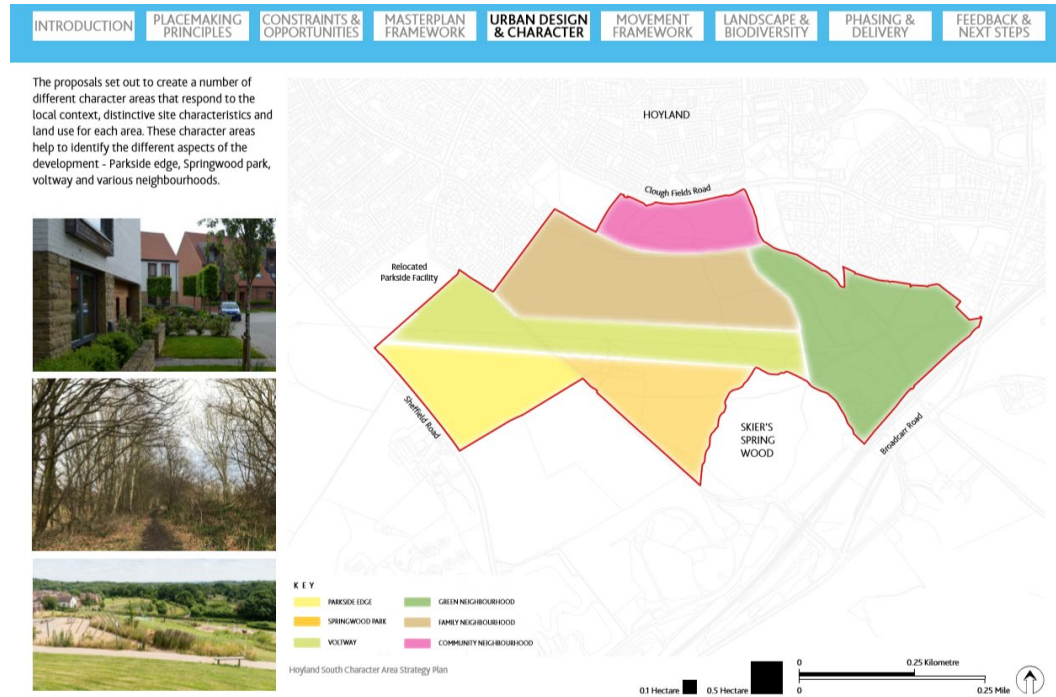 INTRODUCTION
PLACEMAKING
PRINCIPLES
CONSTRAINTS &
OPPORTUNITIES
MASTERPLAN
FRAMEWORK
URBAN DESIGN
& CHARACTER
MOVEMENT
FRAMEWORK
LANDSCAPE &
BIODIVERSITY
PHASING &
DELIVERY
FEEDBACK &
NEXT STEPS
The proposals set out to create a number of
different character areas that respond to the
local context, distinctive site characteristics and
land use for each area. These character areas
help to identify the different aspects of the
development - Parkside edge, Springwood park,
voltway and various neighbourhoods.
HOYLAND
Clough Fields Road
Relocated
Parkside Facility
Sheffield Road
SKIER'S
SPRING
WOOD
Broadcarr Road
KEY
PARKSIDE EDGE
SPRINGWOOD PARK
VOLTWAY
GREEN NEIGHBOURHOOD
FAMILY NEIGHBOURHOOD
COMMUNITY NEIGHBOURHOOD
Hoyland South Character Area Strategy Plan
0.1 Hectare
0.5 Hectare
0
0.25 Kilometre
0
0.25 Mile